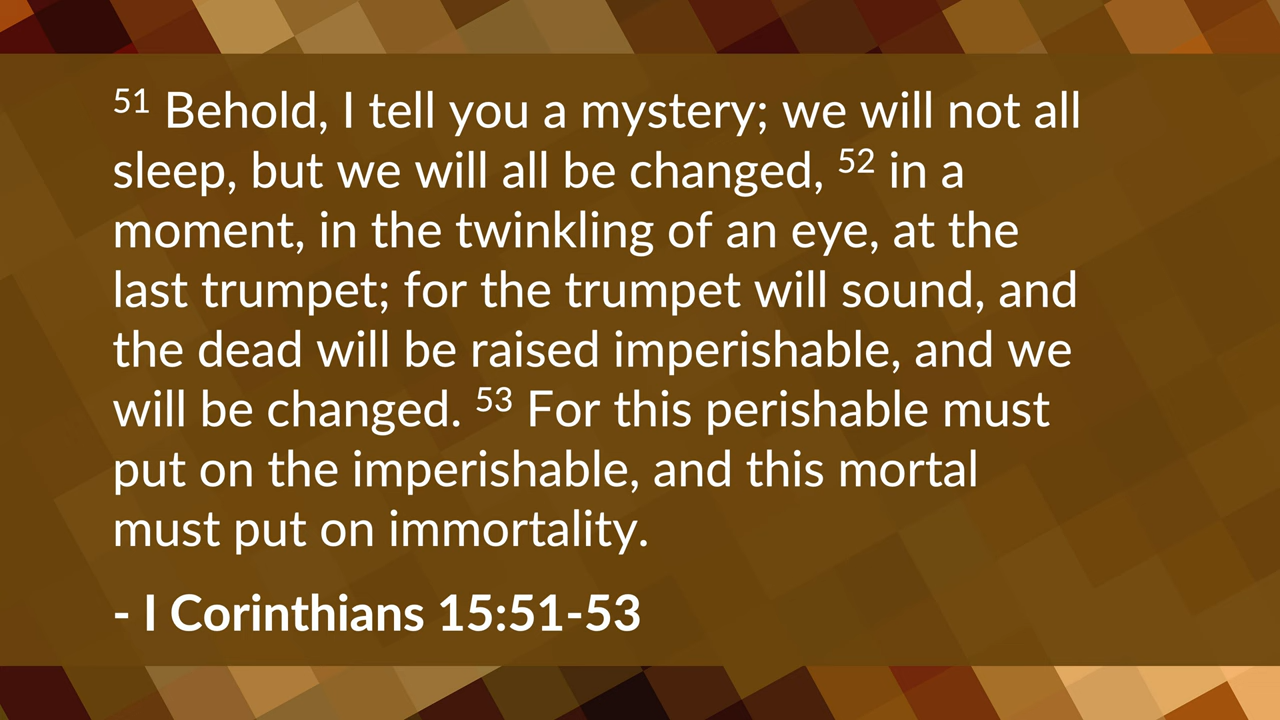 51 Behold, I tell you a mystery; we will not all
sleep, but we will all be changed, 52 in a
moment, in the twinkling of an eye, at the
last trumpet; for the trumpet will sound, and
the dead will be raised imperishable, and we
will be changed. 53 For this perishable must
put on the imperishable, and this mortal
must put on immortality.
- I Corinthians 15:51-53